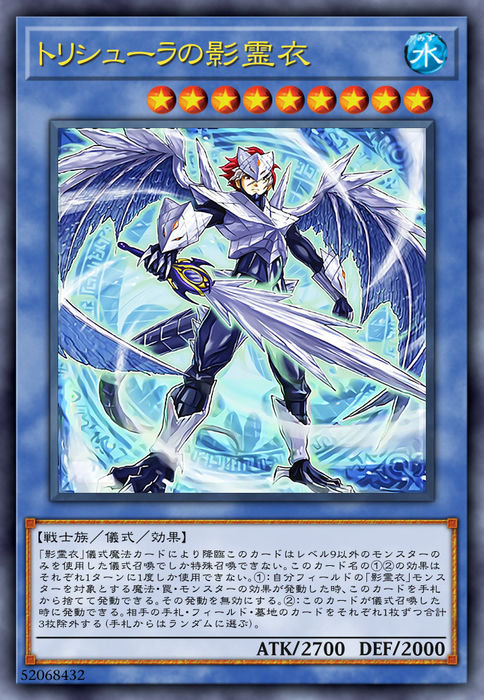 トリシューラの影霊衣
みず
水
【戦士族／儀式／効果】
「影霊衣」儀式魔法カードにより降臨このカードはレベル9以外のモンスターの
みを使用した儀式召喚でしか特殊召喚できない。このカード名の①②の効果は
それぞれ1ターンに1度しか使用できない。①:自分フィールドの「影霊衣」モンス
ターを対象とする魔法・罠・モンスターの効果が発動した時、このカードを手札
から捨てて発動できる。その発動を無効にする。②:このカードが儀式召喚した
時に発動できる。相手の手札・フィールド・墓地のカードをそれぞれ1枚ずつ合計
3枚除外する(手札からはランダムに選ぶ)。
ATK/2700 DEF/2000
52068432